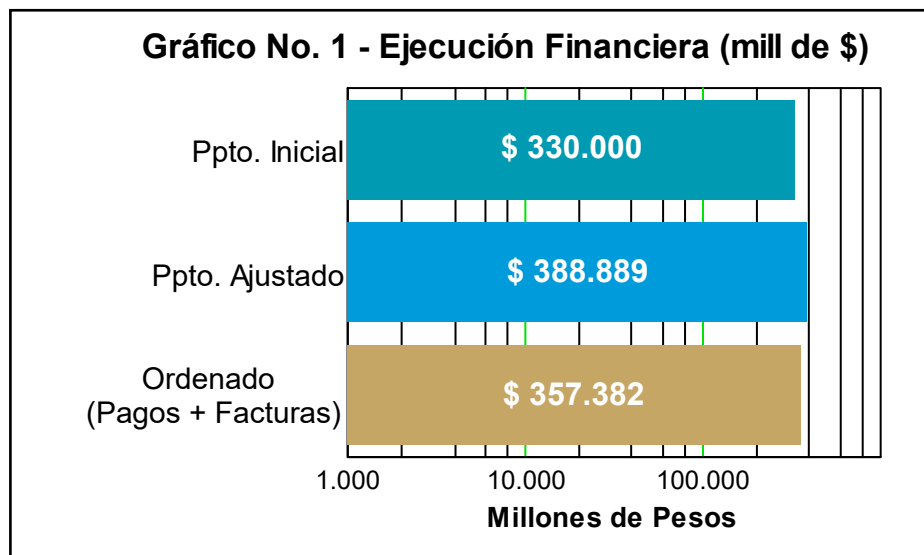 Gráfico No. 1 - Ejecución Financiera (mill de $)
Ppto. Inicial
$ 330.000
Ppto. Ajustado
$ 388.889
Ordenado
(Pagos + Facturas)
$ 357.382
1.000
10.000
100.000
Millones de Pesos